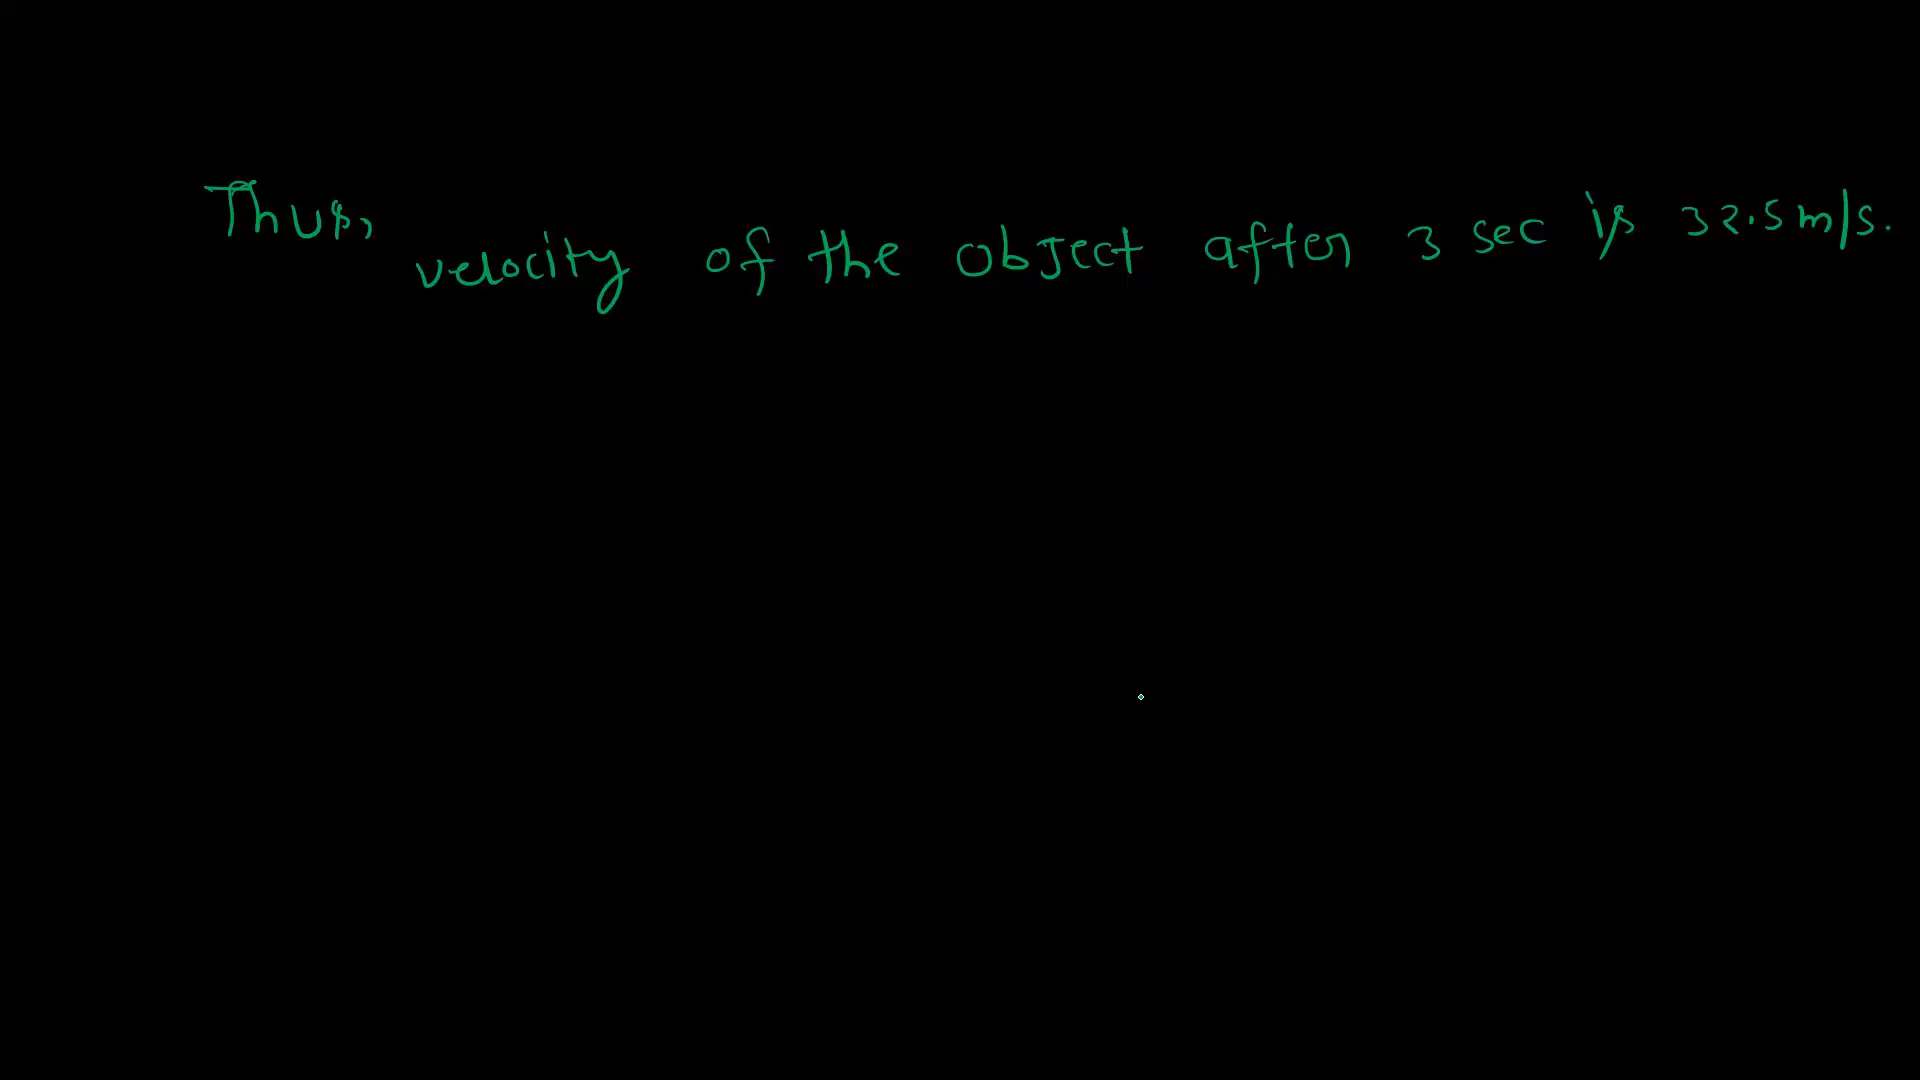 Thus, velocity of the object after 3 sec is 32.5 m/s.